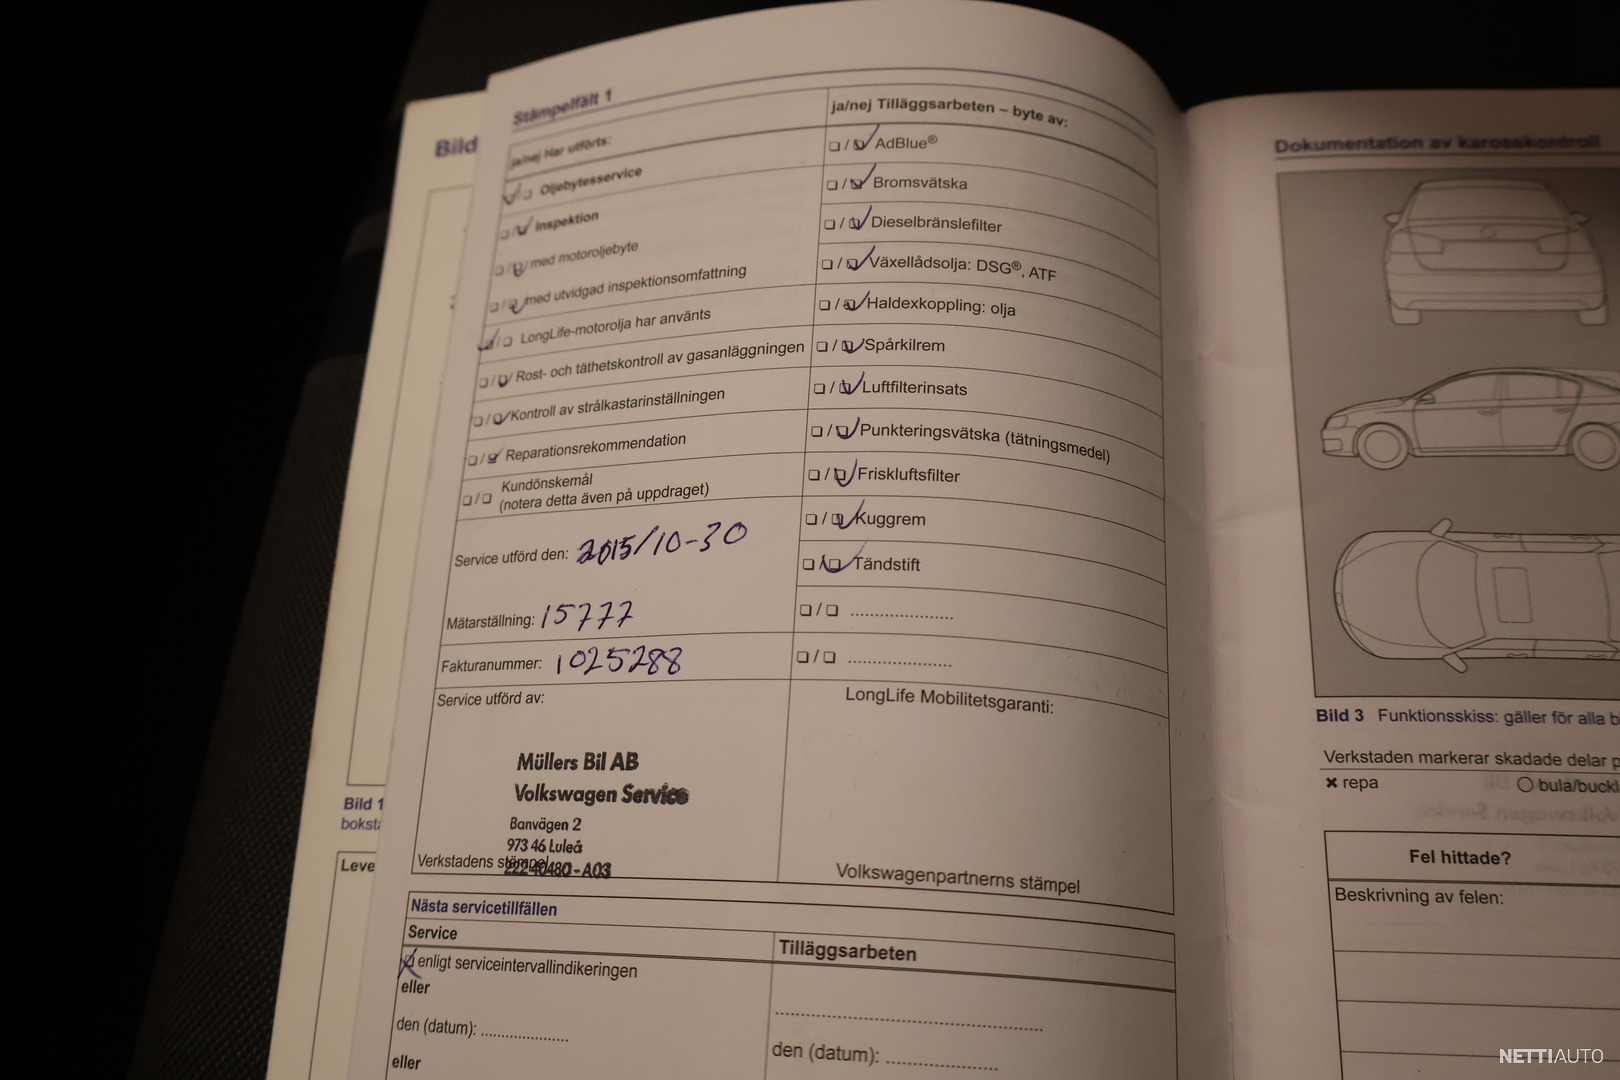 Bild
Stämpelfält 1
ja/nej Har utförts:
Oljebytesservice
Inspektion
med motoroljebyte
med utvidgad inspektionsomfattning
LongLife-motorolja har använts
Rost- och täthetskontroll av gasanläggningen
Kontroll av strålkastarinställningen
Reparationsrekommendation
Kundönskemål
(notera detta även på uppdraget)
Service utförd den: 2015/10-30
Mätarställning: 15777
Fakturanummer: 1025288
ja/nej Tilläggsarbeten – byte av:
AdBlue®
Bromsvätska
Dieselbränslefilter
Växellådsolja: DSG®, ATF
Haldexkoppling: olja
Spårkilrem
Luftfilterinsats
Punkteringsvätska (tätningsmedel)
Friskluftsfilter
Kuggrem
Tändstift
Service utförd av:
Müllers Bil AB
Volkswagen Service
Banvägen 2
973 46 Luleå
222 40480 - A03
Verkstadens stämpel
LongLife Mobilitetsgaranti:
Volkswagenpartnerns stämpel
Nästa servicetillfällen
Service
enligt serviceintervallindikeringen
eller
den (datum): ..................
eller
Tilläggsarbeten
den (datum): ..................
Bild 1
bokst
Leve
Dokumentation av karosskontroll
Bild 3 Funktionsskiss: gäller för alla b
Verkstaden markerar skadade delar p
✖ repa
○ bula/buckl
Fel hittade?
Beskrivning av felen:
NETTIAUTO